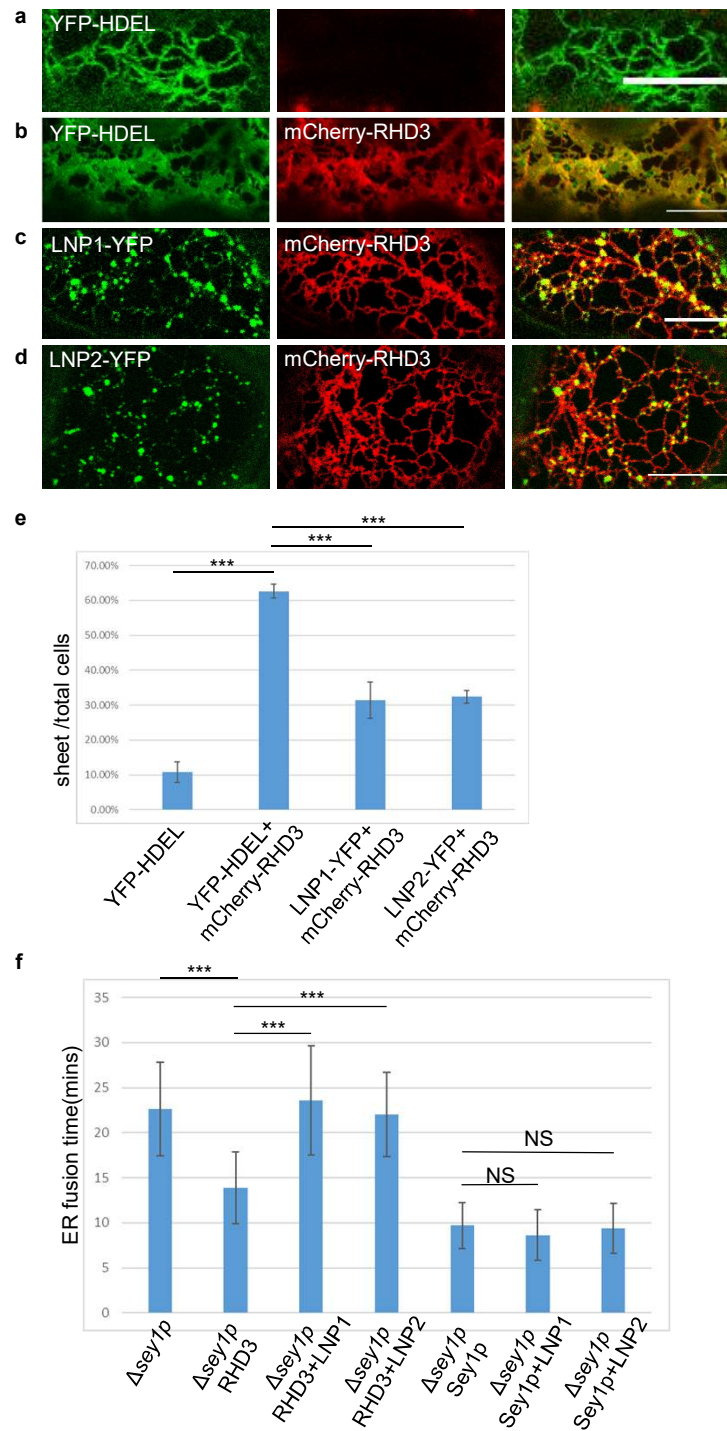 a
YFP-HDEL
b
YFP-HDEL
mCherry-RHD3
c
LNP1-YFP
mCherry-RHD3
d
LNP2-YFP
mCherry-RHD3
e
***
***
***
70.00%
60.00%
50.00%
40.00%
30.00%
20.00%
10.00%
0.00%
sheet /total cells
YFP-HDEL
YFP-HDEL+
mCherry-RHD3
LNP1-YFP+
mCherry-RHD3
LNP2-YFP+
mCherry-RHD3
f
***
***
***
NS
NS
35
30
25
20
15
10
5
0
ER fusion time(mins)
Δsey1p
Δsey1p
RHD3
Δsey1p
RHD3+LNP1
Δsey1p
RHD3+LNP2
Δsey1p
Sey1p
Δsey1p
Sey1p+LNP1
Δsey1p
Sey1p+LNP2